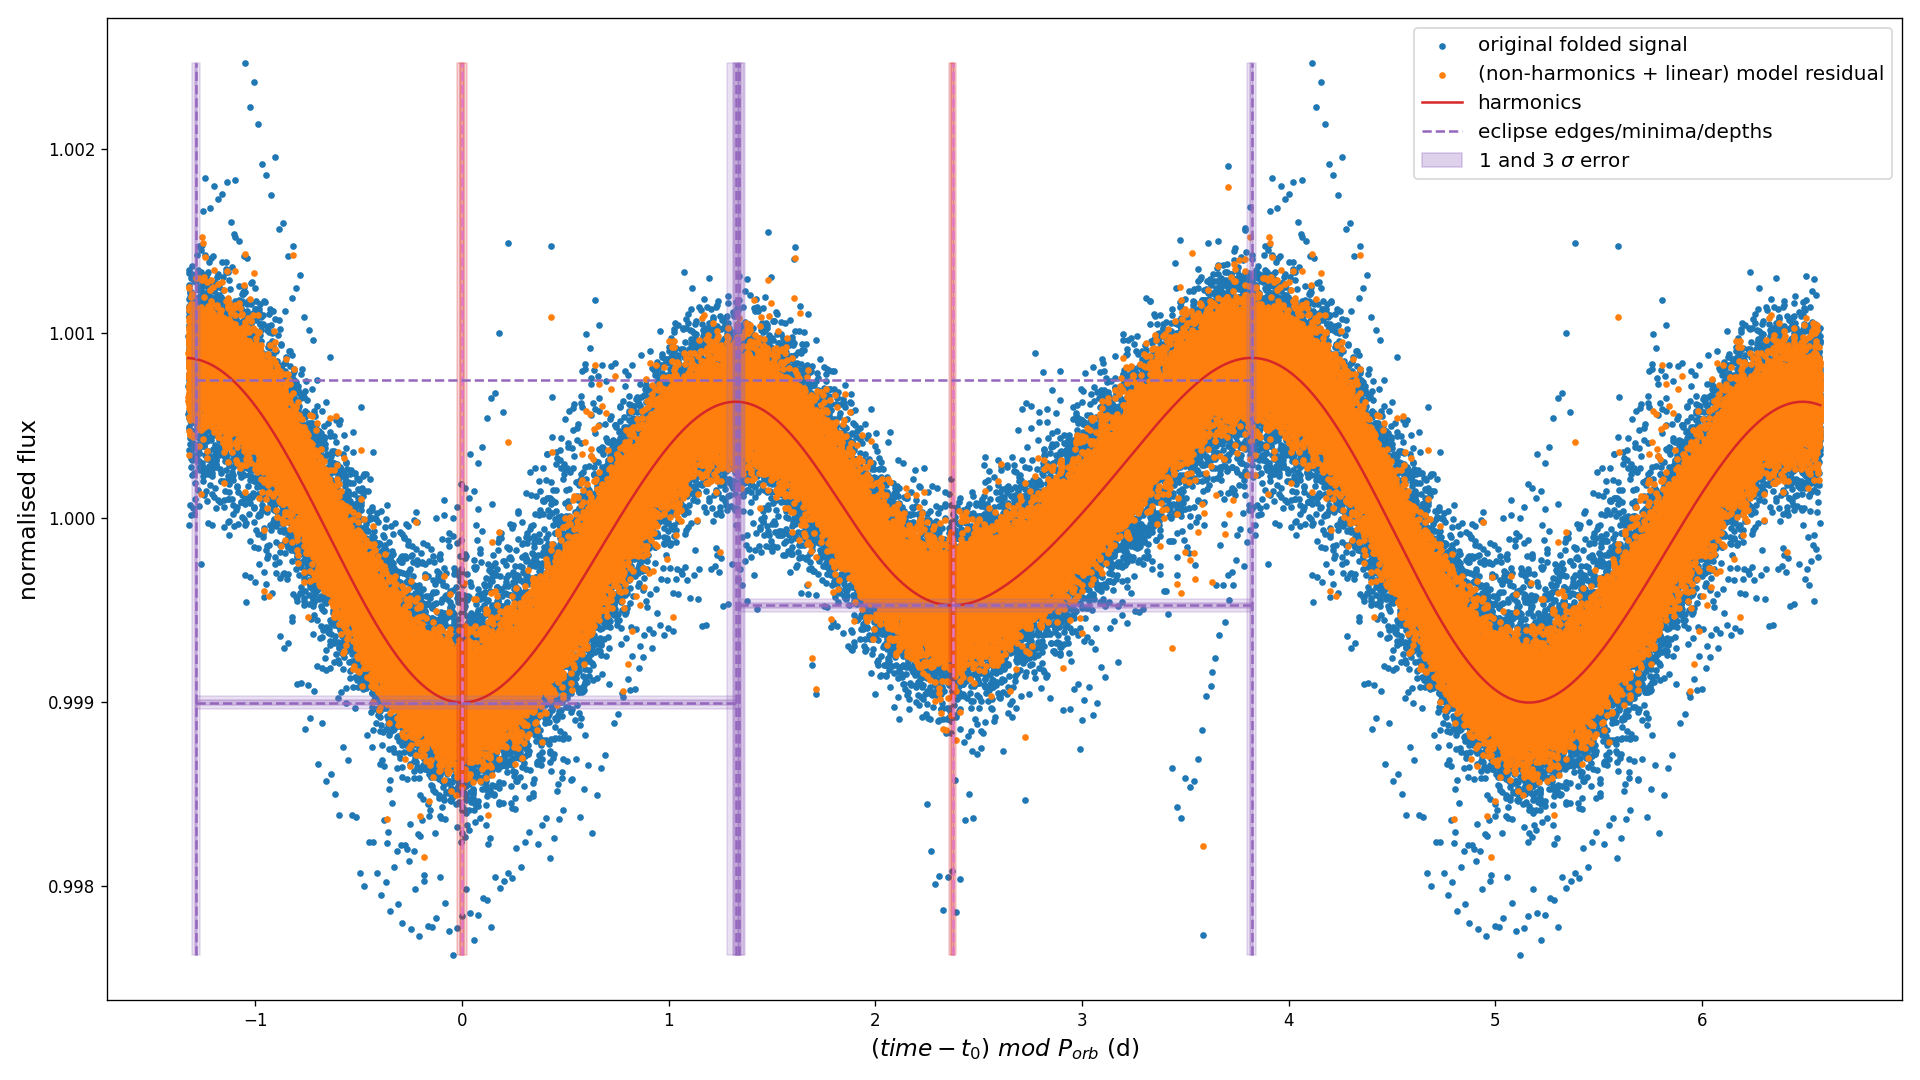 original folded signal
(non-harmonics + linear) model residual
harmonics
eclipse edges/minima/depths
1 and 3 σ error
normalised flux
1.002
1.001
1.000
0.999
0.998
−1 0 1 2 3 4 5 6
(time − t₀) mod Pₒᵣᵦ (d)